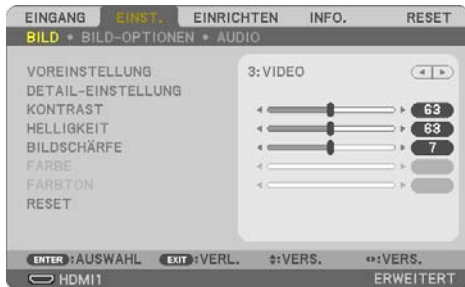 EINGANG EINST. EINRICHTEN INFO. RESET
BILD • BILD-OPTIONEN • AUDIO
VOREINSTELLUNG 3:VIDEO
DETAIL-EINSTELLUNG
KONTRAST 63
HELLIGKEIT 63
BILDSCHÄRFE 7
FARBE
FARBTON
RESET
ENTER:AUSWAHL EXIT:VERL. :VERS. :VERS.
HDMI1 ERWEITERT